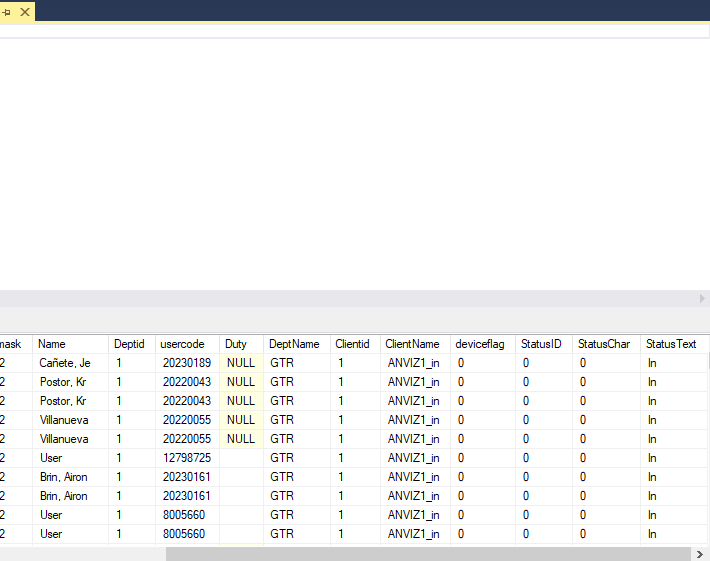 mask Name Deptid usercode Duty DeptName Clientid ClientName deviceflag StatusID StatusChar StatusText
2 Cañete, Je 1 20230189 NULL GTR 1 ANVIZ1_in 0 0 0 In
2 Postor, Kr 1 20220043 NULL GTR 1 ANVIZ1_in 0 0 0 In
2 Postor, Kr 1 20220043 NULL GTR 1 ANVIZ1_in 0 0 0 In
2 Villanueva 1 20220055 NULL GTR 1 ANVIZ1_in 0 0 0 In
2 Villanueva 1 20220055 NULL GTR 1 ANVIZ1_in 0 0 0 In
2 User 1 12798725 GTR 1 ANVIZ1_in 0 0 0 In
2 Brin, Airon 1 20230161 GTR 1 ANVIZ1_in 0 0 0 In
2 Brin, Airon 1 20230161 GTR 1 ANVIZ1_in 0 0 0 In
2 User 1 8005660 GTR 1 ANVIZ1_in 0 0 0 In
2 User 1 8005660 GTR 1 ANVIZ1_in 0 0 0 In